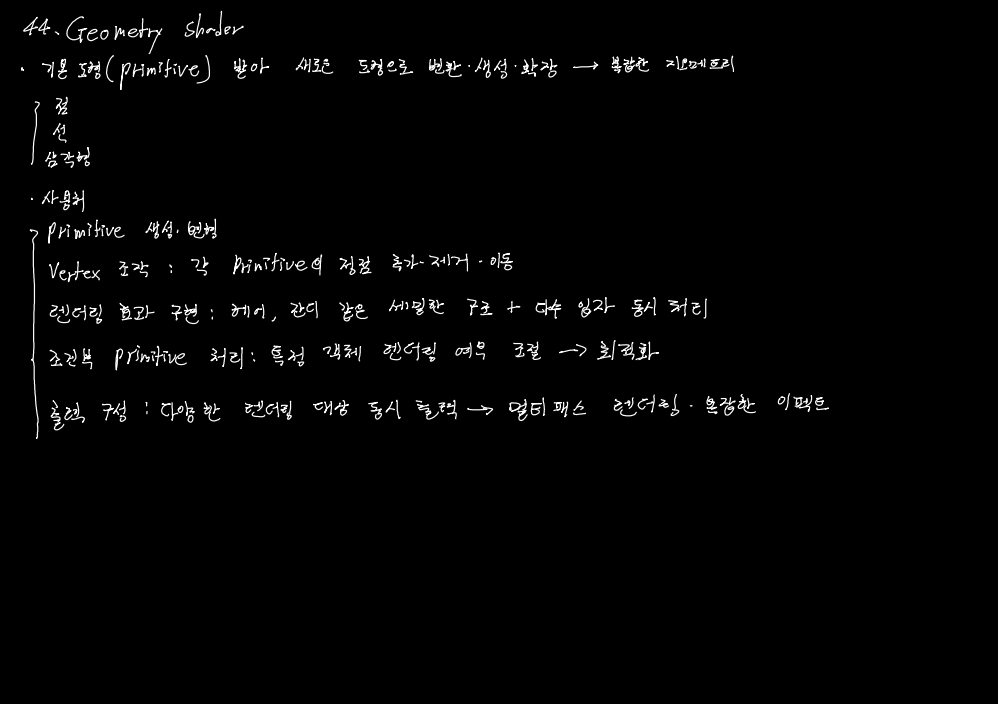 44. Geometry shader
· 기본 도형(primitive) 받아 새로운 도형으로 변환·생성·확장 → 복잡한 지오메트리
점
선
삼각형
· 사용처
Primitive 생성·변형
Vertex 조작 : 각 Primitive의 정점 추가·제거·이동
렌더링 효과 구현 : 헤어, 잔디 같은 세밀한 구조 + 다수 입자 동시 처리
조건부 primitive 처리 : 특정 객체 렌더링 여부 조절 → 최적화
출력 구성 : 다양한 렌더링 대상 동시 출력 → 멀티패스 렌더링·복잡한 이펙트